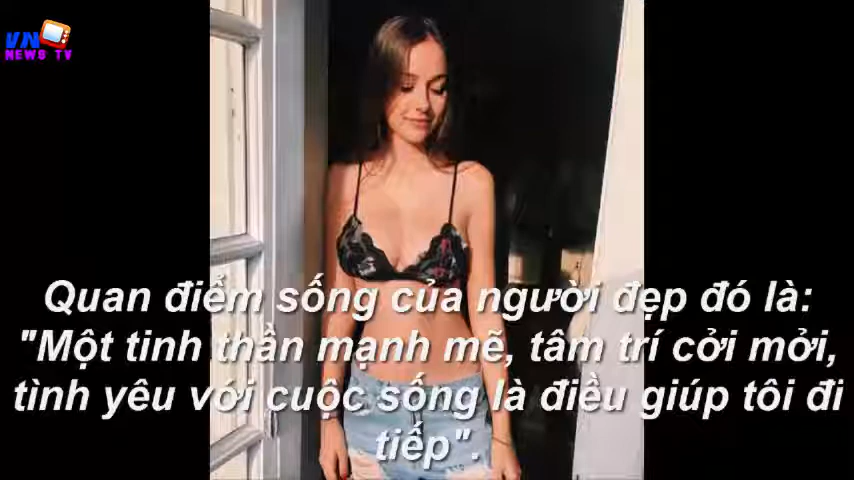 VN
NEWS TV
Quan điểm sống của người đẹp đó là:
"Một tinh thần mạnh mẽ, tâm trí cởi mởi,
tình yêu với cuộc sống là điều giúp tôi đi
tiếp".